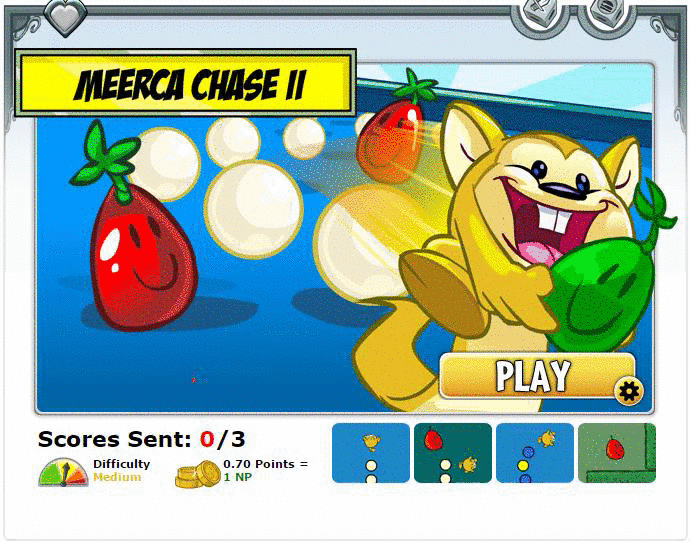 MEERCA CHASE II
PLAY
Scores Sent: 0/3
Difficulty
Medium
0.70 Points =
1 NP